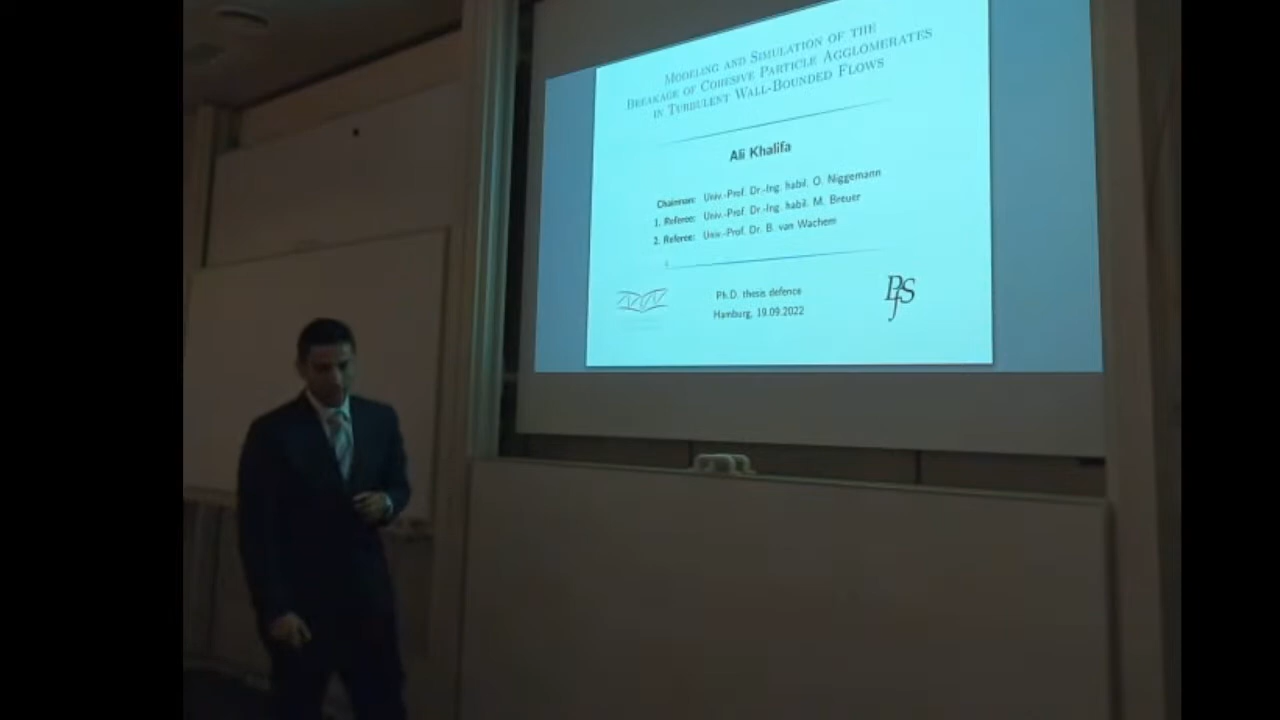 MODELING AND SIMULATION OF THE
BREAKAGE OF COHESIVE PARTICLE AGGLOMERATES
IN TURBULENT WALL-BOUNDED FLOWS
Ali Khalifa
Chairman: Univ.-Prof. Dr.-Ing. habil. O. Niggemann
1. Referee: Univ.-Prof. Dr.-Ing. habil. M. Breuer
2. Referee: Univ.-Prof. Dr. B. van Wachem
Ph.D. thesis defence
Hamburg, 19.09.2022
PfS